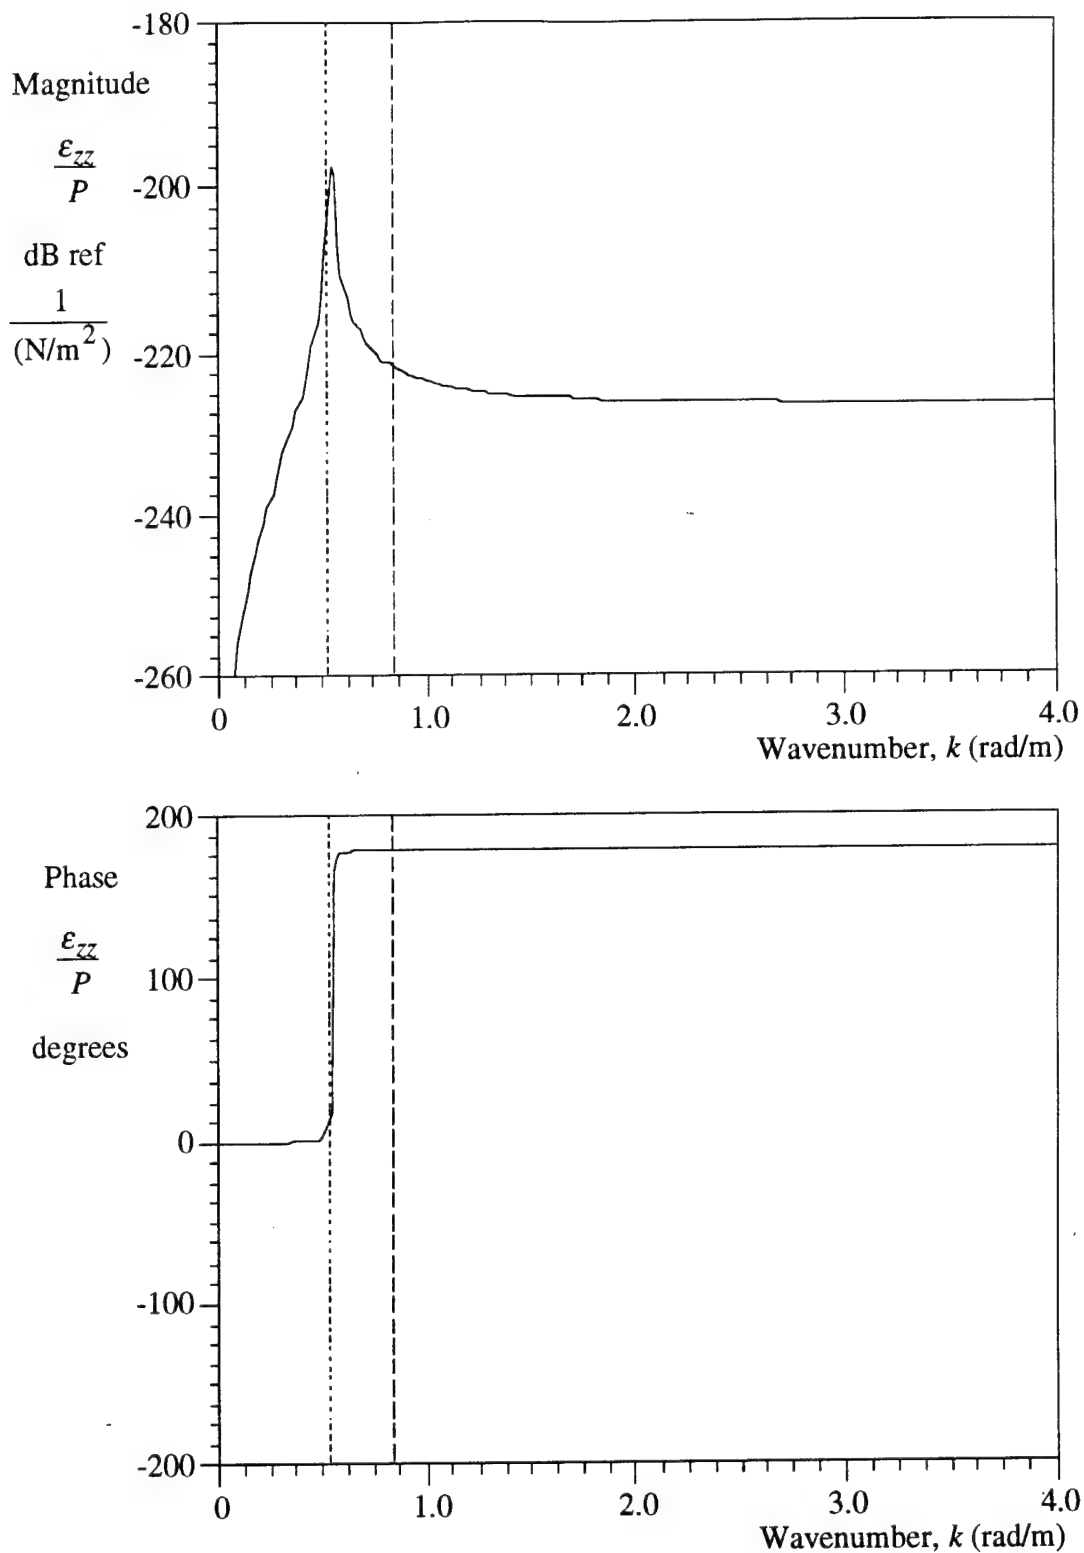 -180
Magnitude
εzz
P
-200
dB ref
1
(N/m²)
-220
-240
-260
0 1.0 2.0 3.0 4.0
Wavenumber, k (rad/m)
200
Phase
εzz
P
100
degrees
0
-100
-200
0 1.0 2.0 3.0 4.0
Wavenumber, k (rad/m)